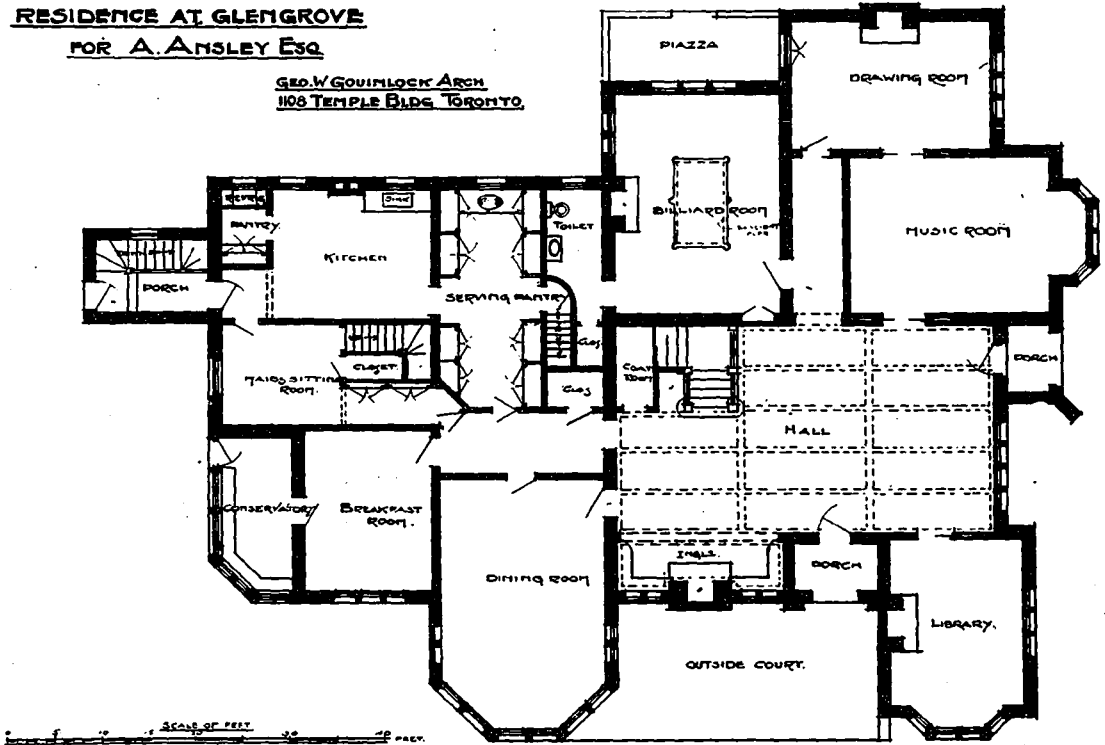 RESIDENCE AT GLENGROVE
FOR A. ANSLEY ESQ
GEO. W GOUINLOCK ARCH
1108 TEMPLE BLDG TORONTO.
PIAZZA
DRAWING ROOM
BILLIARD ROOM
MUSIC ROOM
TOILET
SINK
PANTRY.
KITCHEN
PORCH
SERVING PANTRY
CLOS
CLOSET
COAT
ROOM
CLOS
MAIDS SITTING
ROOM.
PORCH
HALL
CONSERVATORY
BREAKFAST
ROOM.
INGLE.
PORCH
DINING ROOM
LIBRARY.
OUTSIDE COURT.
SCALE OF FEET
FEET.